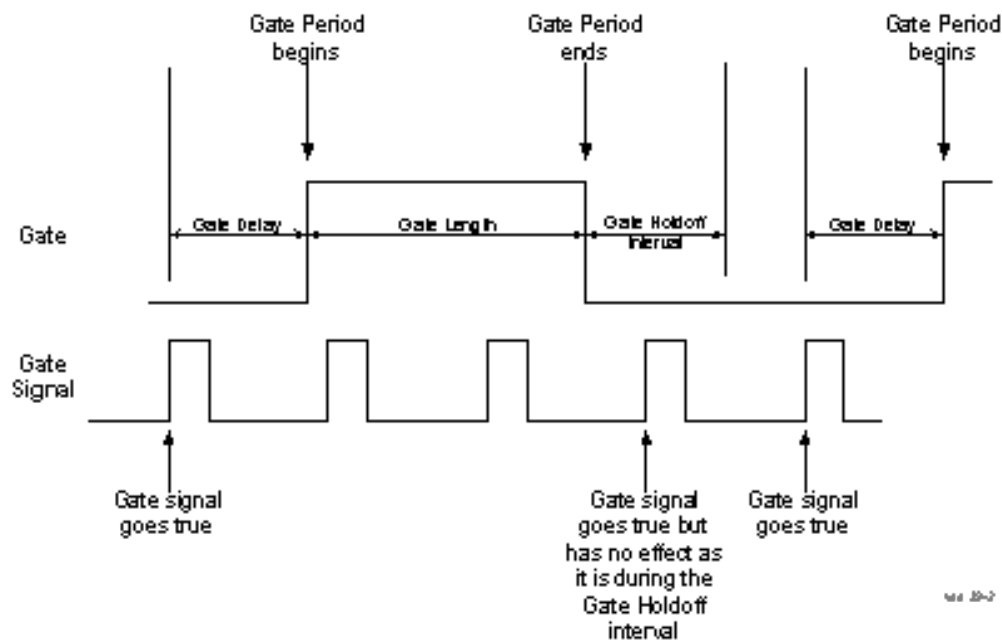 Gate Period
begins
Gate Period
ends
Gate Period
begins
Gate
Gate Delay
Gate Length
Gate Holdoff
Interval
Gate Delay
Gate
Signal
Gate signal
goes true
Gate signal
goes true but
has no effect as
it is during the
Gate Holdoff
interval
Gate signal
goes true